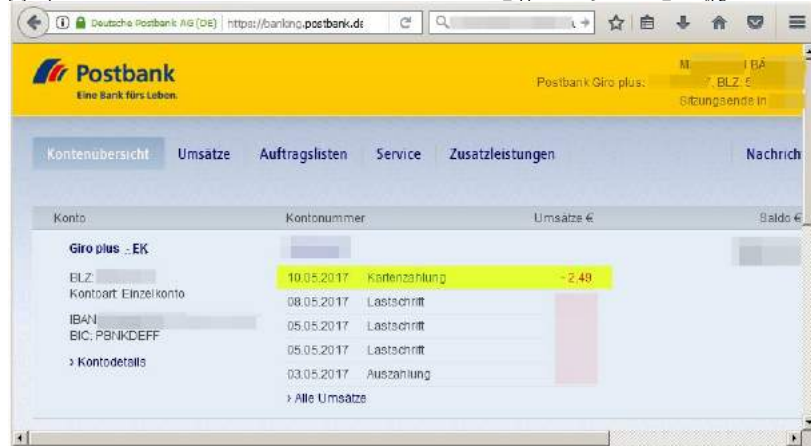 Deutsche Postbank AG (DE) https://banking.postbank.de
Postbank
Eine Bank fürs Leben.
Postbank Giro plus: BLZ:
Sitzungsende in
Kontenübersicht Umsätze Auftragslisten Service Zusatzleistungen Nachrich
Konto Kontonummer Umsätze € Saldo €
Giro plus - EK
BLZ:
Kontoart: Einzelkonto
IBAN
BIC: PBNKDEFF
› Kontodetails
10.05.2017 Kartenzahlung - 2,49
08.05.2017 Lastschrift
05.05.2017 Lastschrift
05.05.2017 Lastschrift
03.05.2017 Auszahlung
› Alle Umsätze